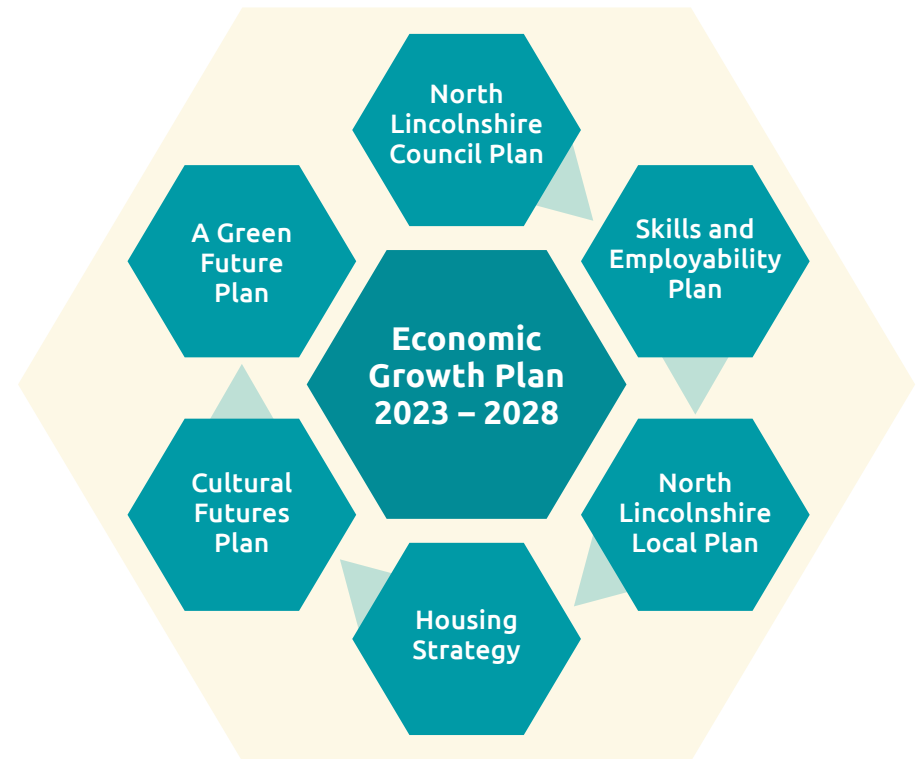 North
Lincolnshire
Council Plan
Skills and
Employability
Plan
North
Lincolnshire
Local Plan
Housing
Strategy
Cultural
Futures
Plan
A Green
Future
Plan
Economic
Growth Plan
2023 – 2028